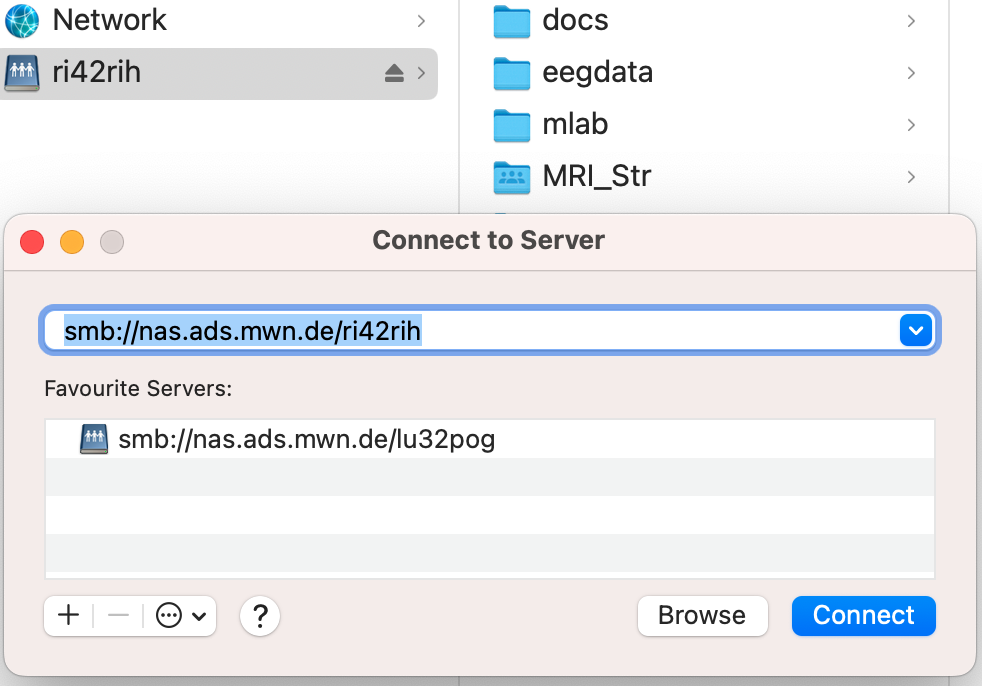 Network
ri42rih
docs
eegdata
mlab
MRI_Str
Connect to Server
smb://nas.ads.mwn.de/ri42rih
Favourite Servers:
smb://nas.ads.mwn.de/lu32pog
?
Browse
Connect